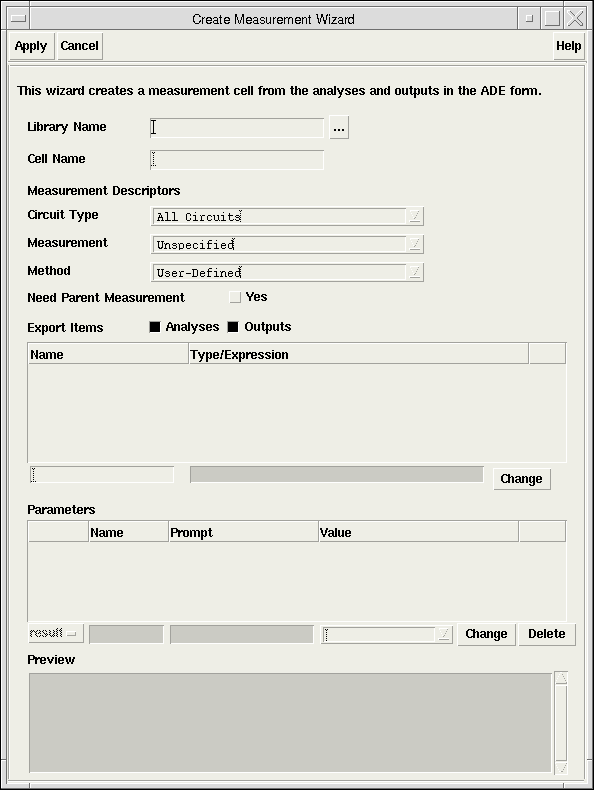 Create Measurement Wizard
Apply Cancel Help
This wizard creates a measurement cell from the analyses and outputs in the ADE form.
Library Name ...
Cell Name
Measurement Descriptors
Circuit Type All Circuits
Measurement Unspecified
Method User-Defined
Need Parent Measurement Yes
Export Items Analyses Outputs
Name Type/Expression
Change
Parameters
Name Prompt Value
result Change Delete
Preview